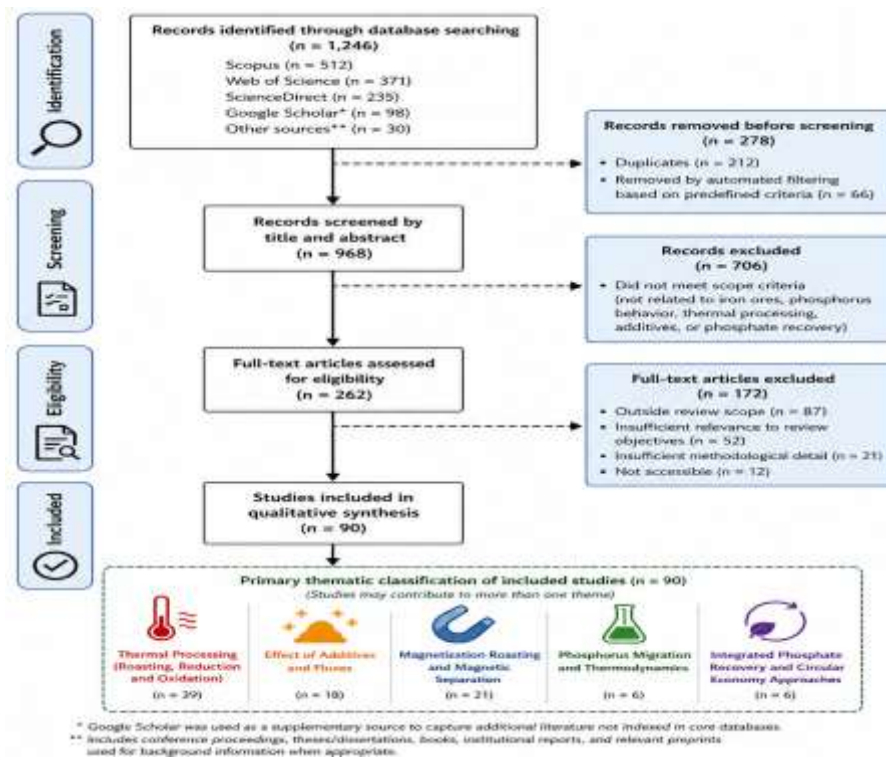 Identification
Records identified through database searching
(n = 1,246)
Scopus (n = 512)
Web of Science (n = 371)
ScienceDirect (n = 235)
Google Scholar* (n = 98)
Other sources** (n = 30)
Records removed before screening
(n = 278)
• Duplicates (n = 212)
• Removed by automated filtering
based on predefined criteria (n = 66)
Screening
Records screened by
title and abstract
(n = 968)
Records excluded
(n = 706)
• Did not meet scope criteria
(not related to iron ores, phosphorus
behavior, thermal processing,
additives, or phosphate recovery)
Eligibility
Full-text articles assessed
for eligibility
(n = 262)
Full-text articles excluded
(n = 172)
• Outside review scope (n = 87)
• Insufficient relevance to review
objectives (n = 52)
• Insufficient methodological detail (n = 21)
• Not accessible (n = 12)
Included
Studies included in
qualitative synthesis
(n = 90)
Primary thematic classification of included studies (n = 90)
(Studies may contribute to more than one theme)
Thermal Processing
(Roasting, Reduction
and Oxidation)
(n = 39)
Effect of Additives
and Fluxes
(n = 18)
Magnetization Roasting
and Magnetic
Separation
(n = 21)
Phosphorus Migration
and Thermodynamics
(n = 6)
Integrated Phosphate
Recovery and Circular
Economy Approaches
(n = 6)
* Google Scholar was used as a supplementary source to capture additional literature not indexed in core databases.
** Includes conference proceedings, theses/dissertations, books, institutional reports, and relevant preprints
used for background information when appropriate.